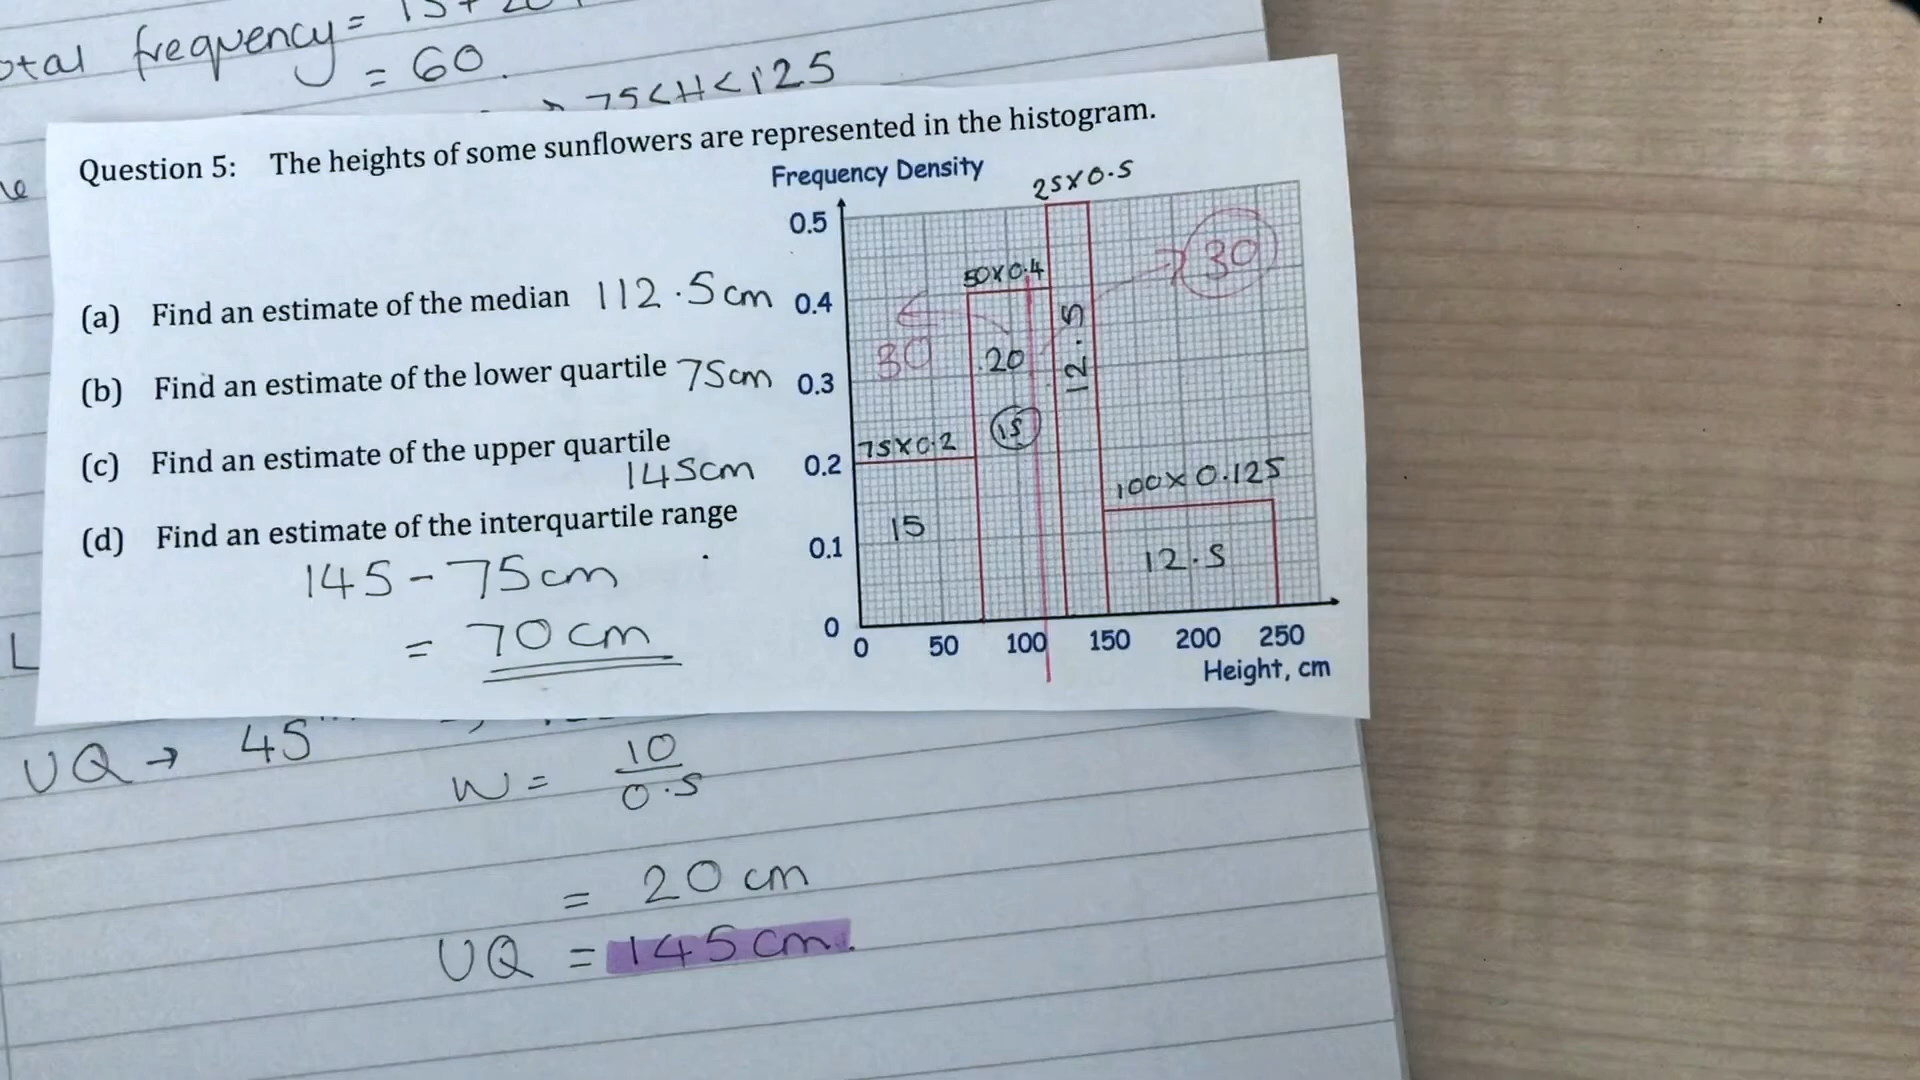 frequency = 15 + 20
= 60.
75<H<125
Question 5: The heights of some sunflowers are represented in the histogram.
Frequency Density
25×0.5
0.5
50×0.4
30
(a) Find an estimate of the median 112.5cm
0.4
30
20
12.5
(b) Find an estimate of the lower quartile 75cm
0.3
15
75×0.2
(c) Find an estimate of the upper quartile
145cm
0.2
100×0.125
(d) Find an estimate of the interquartile range
15
12.5
0.1
145-75cm
= 70cm
0
0 50 100 150 200 250
Height, cm
UQ → 45
W = 10
0.5
= 20cm
UQ = 145cm.